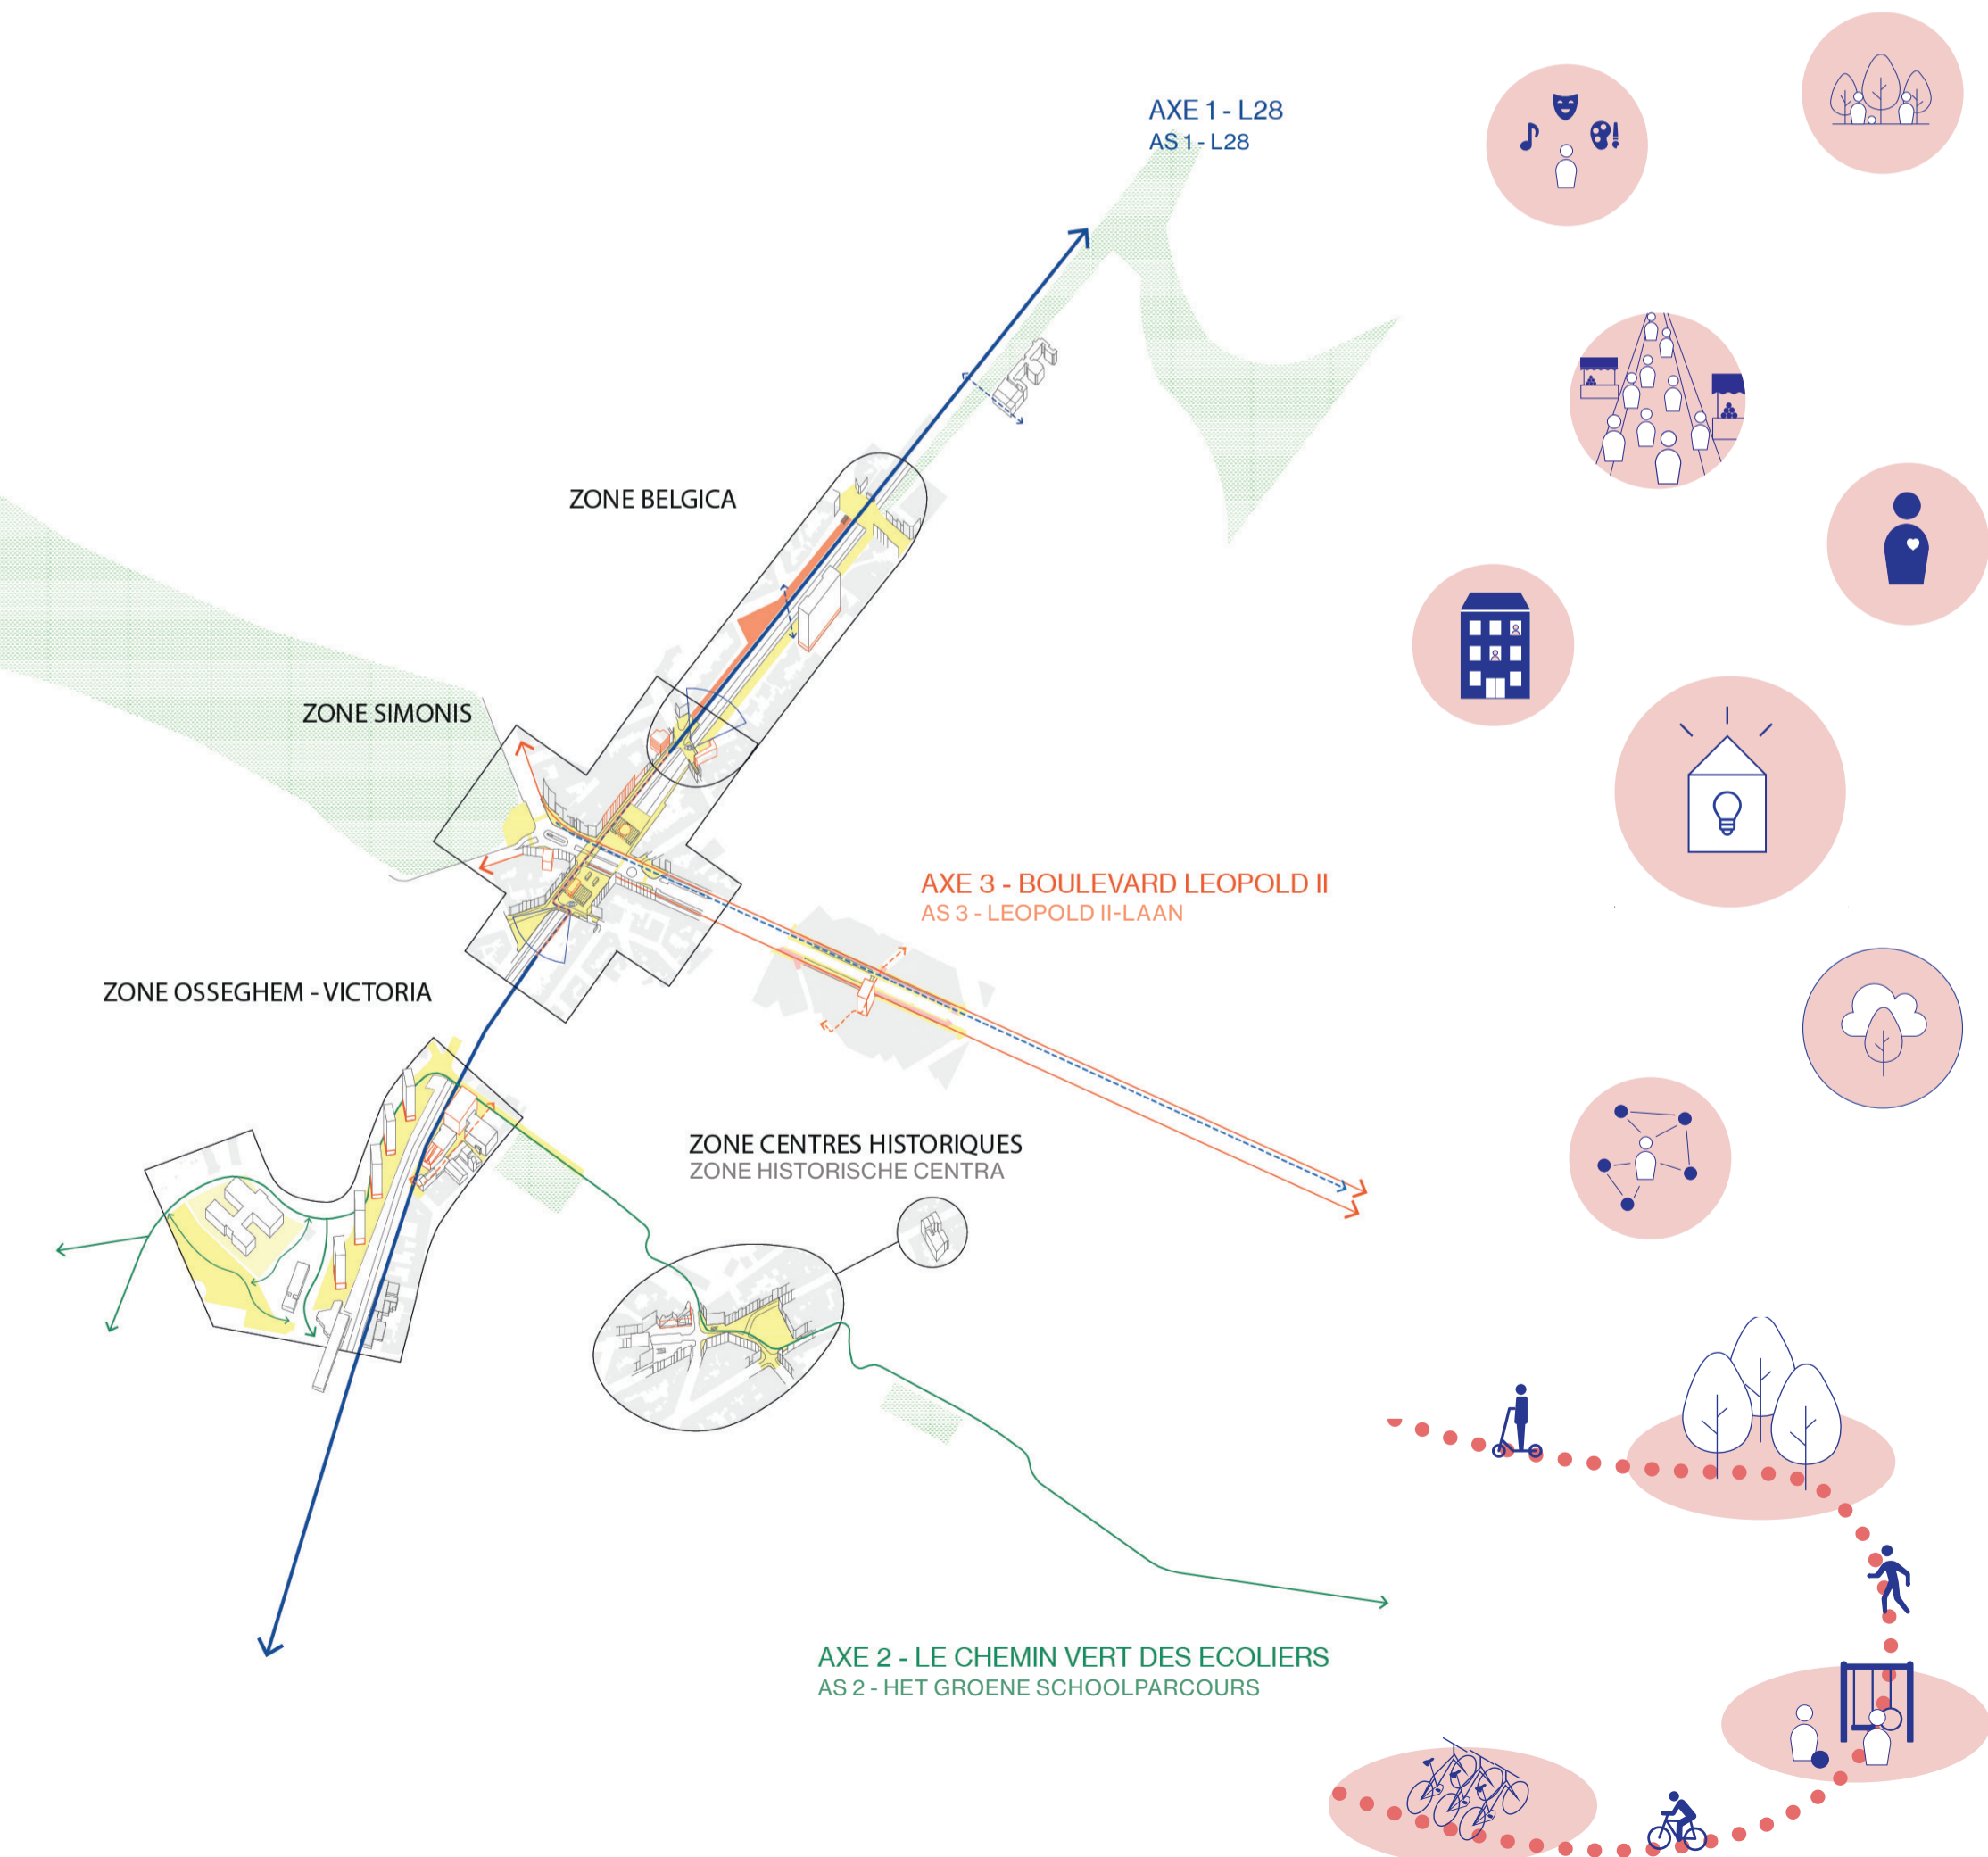 AXE 1 - L28
AS 1 - L28
ZONE BELGICA
ZONE SIMONIS
AXE 3 - BOULEVARD LEOPOLD II
AS 3 - LEOPOLD II-LAAN
ZONE OSSEGHEM - VICTORIA
ZONE CENTRES HISTORIQUES
ZONE HISTORISCHE CENTRA
AXE 2 - LE CHEMIN VERT DES ECOLIERS
AS 2 - HET GROENE SCHOOLPARCOURS